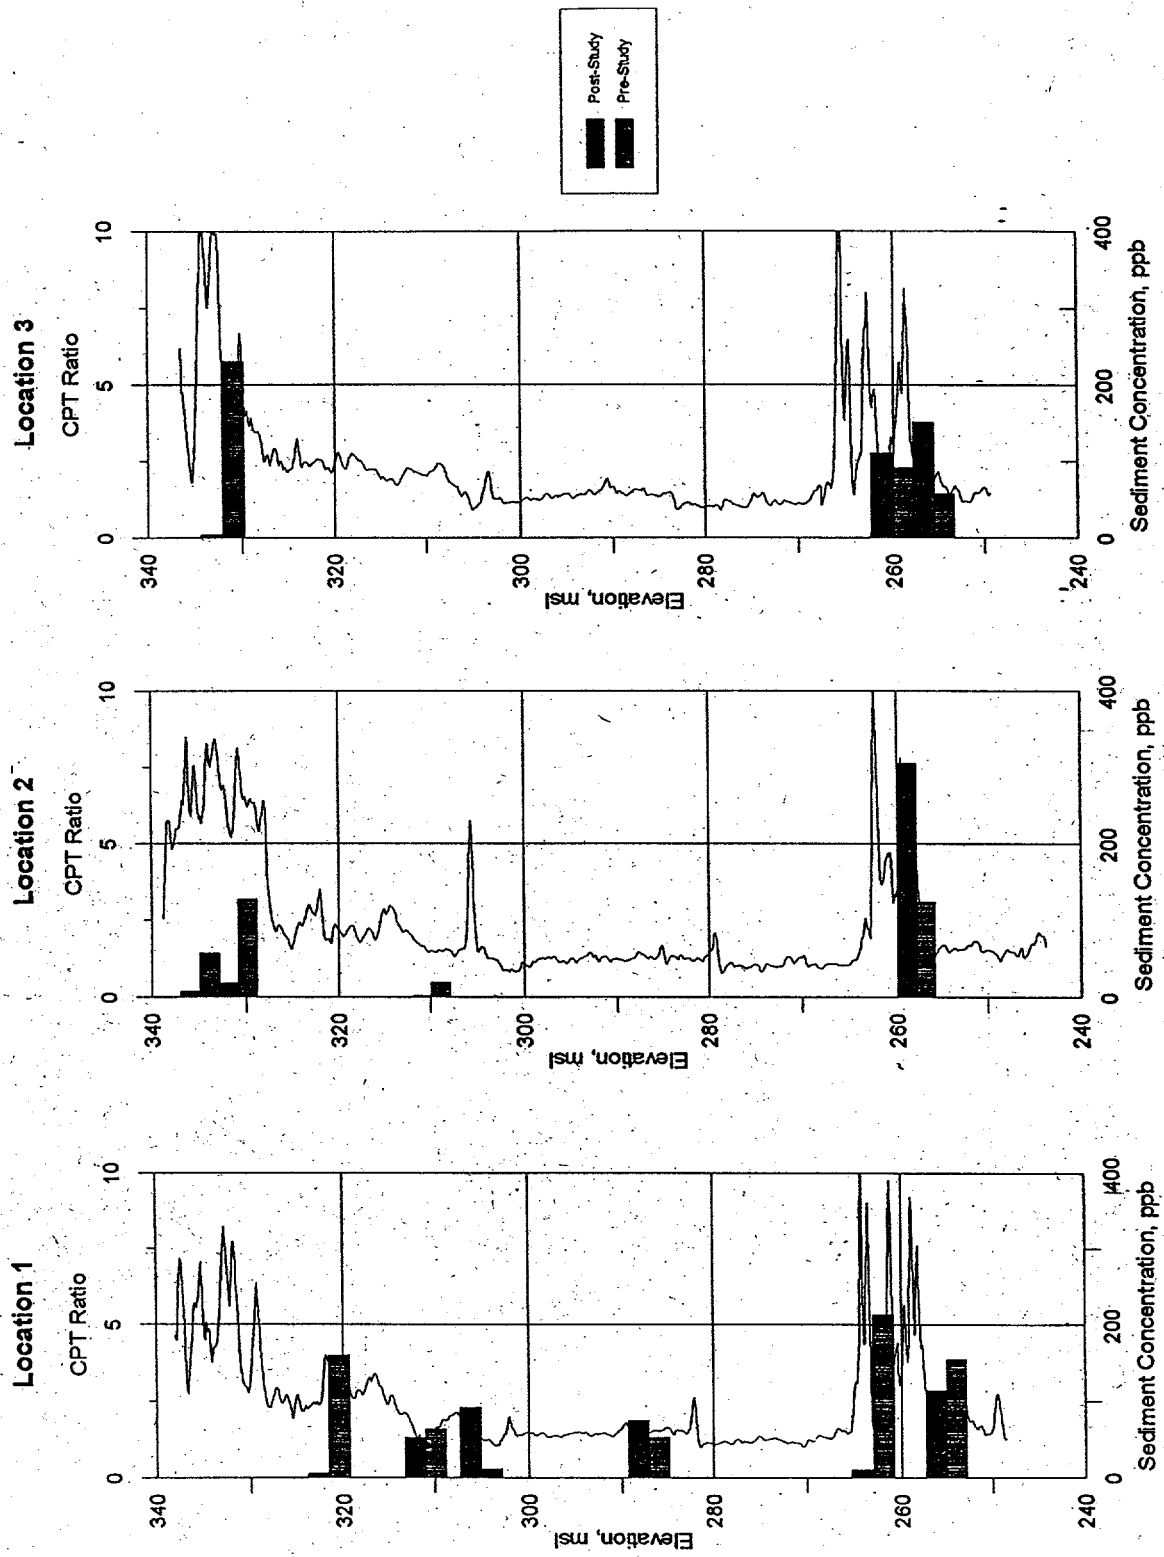 Location 1
CPT Ratio
0
5
10
340
320
300
280
260
240
Elevation, msl
0
200
400
Sediment Concentration, ppb
Location 2
CPT Ratio
0
5
10
340
320
300
280
260
240
Elevation, msl
0
200
400
Sediment Concentration, ppb
Location 3
CPT Ratio
0
5
10
340
320
300
280
260
240
Elevation, msl
0
200
400
Sediment Concentration, ppb
Post-Study
Pre-Study